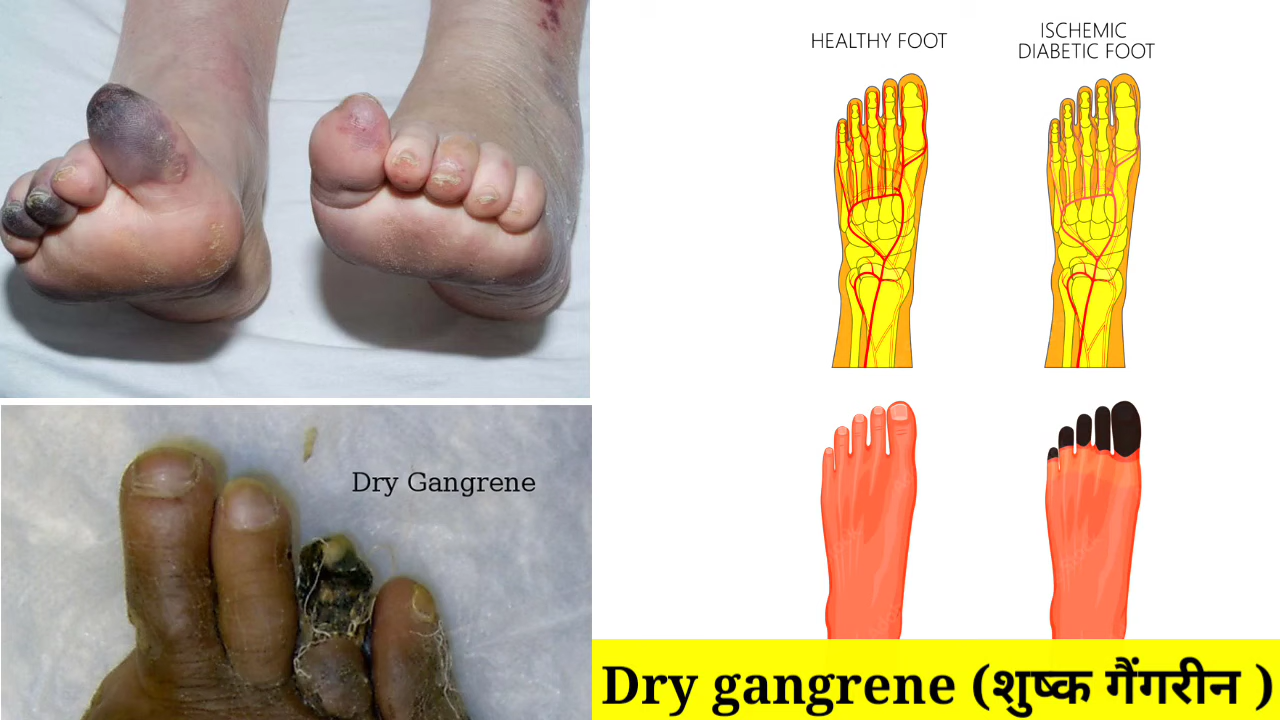 HEALTHY FOOT
ISCHEMIC
DIABETIC FOOT
Dry Gangrene
Dry gangrene (शुष्क गैंगरीन )